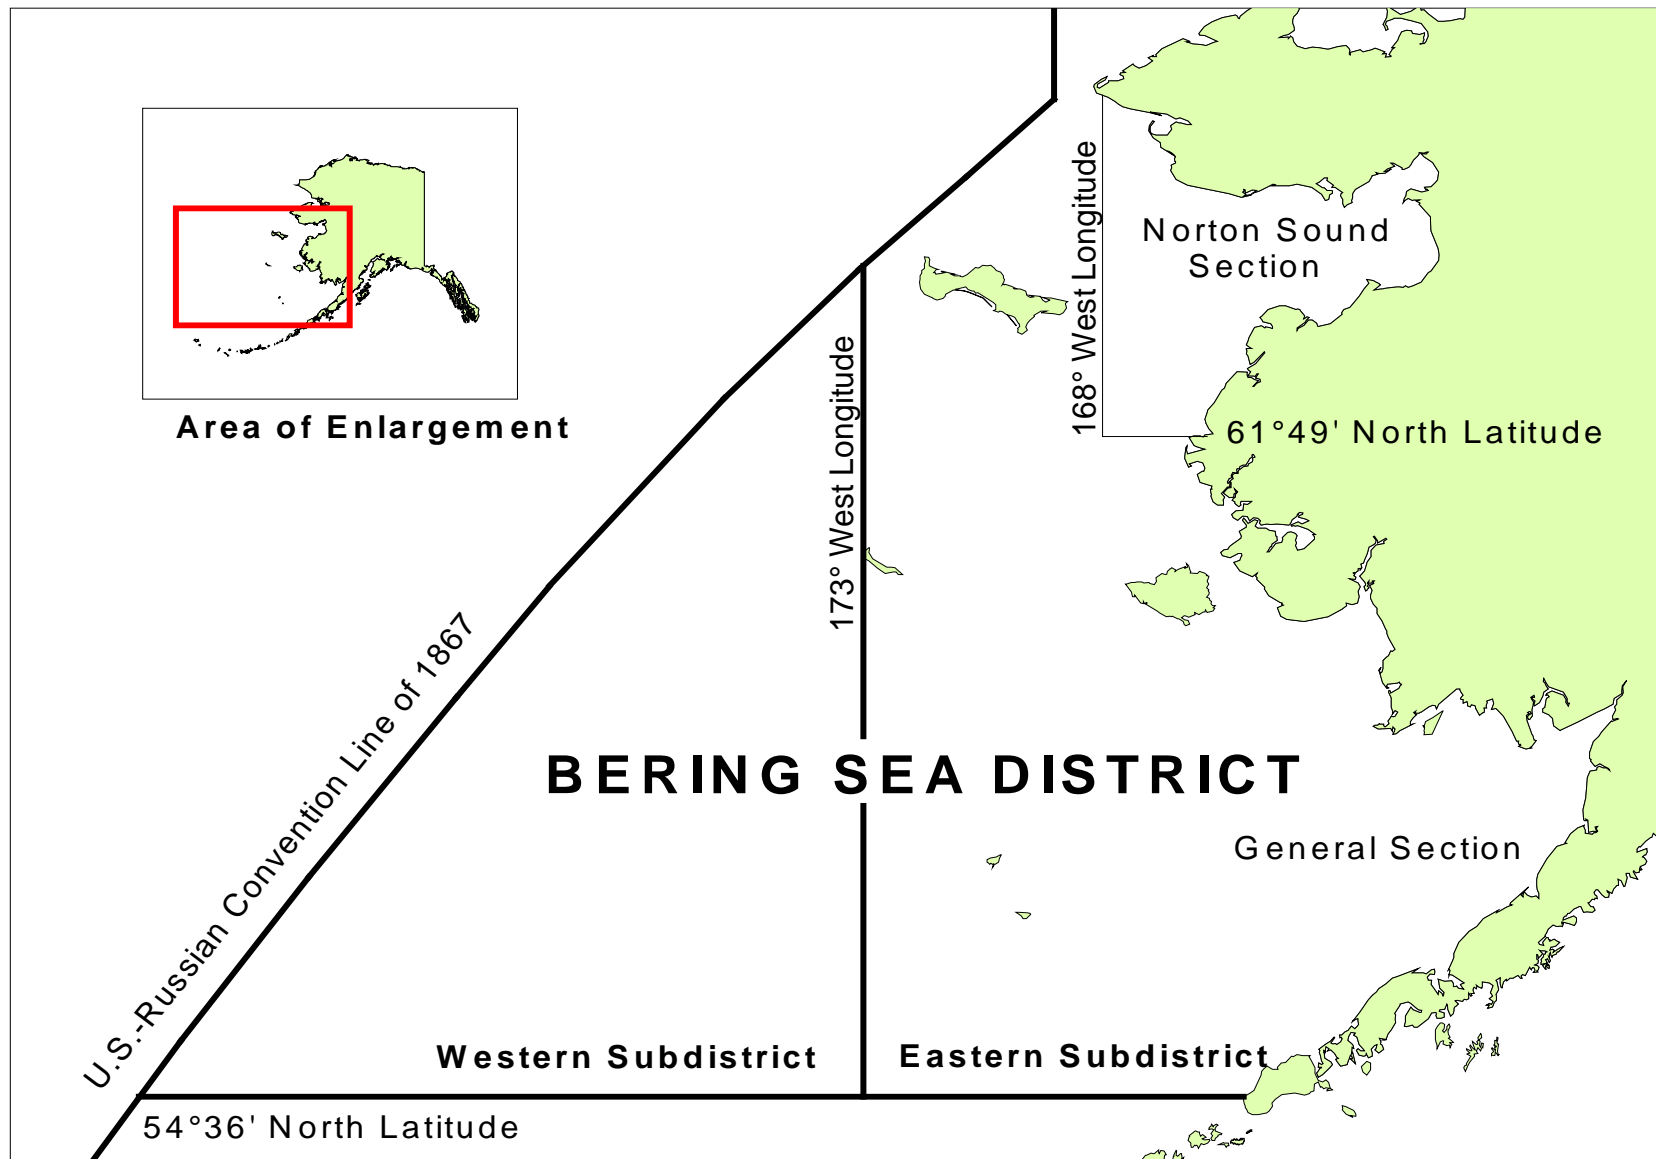 168° West Longitude
Norton Sound
Section
173° West Longitude
Area of Enlargement
61°49' North Latitude
U.S.-Russian Convention Line of 1867
BERING SEA DISTRICT
General Section
Western Subdistrict
Eastern Subdistrict
54°36' North Latitude